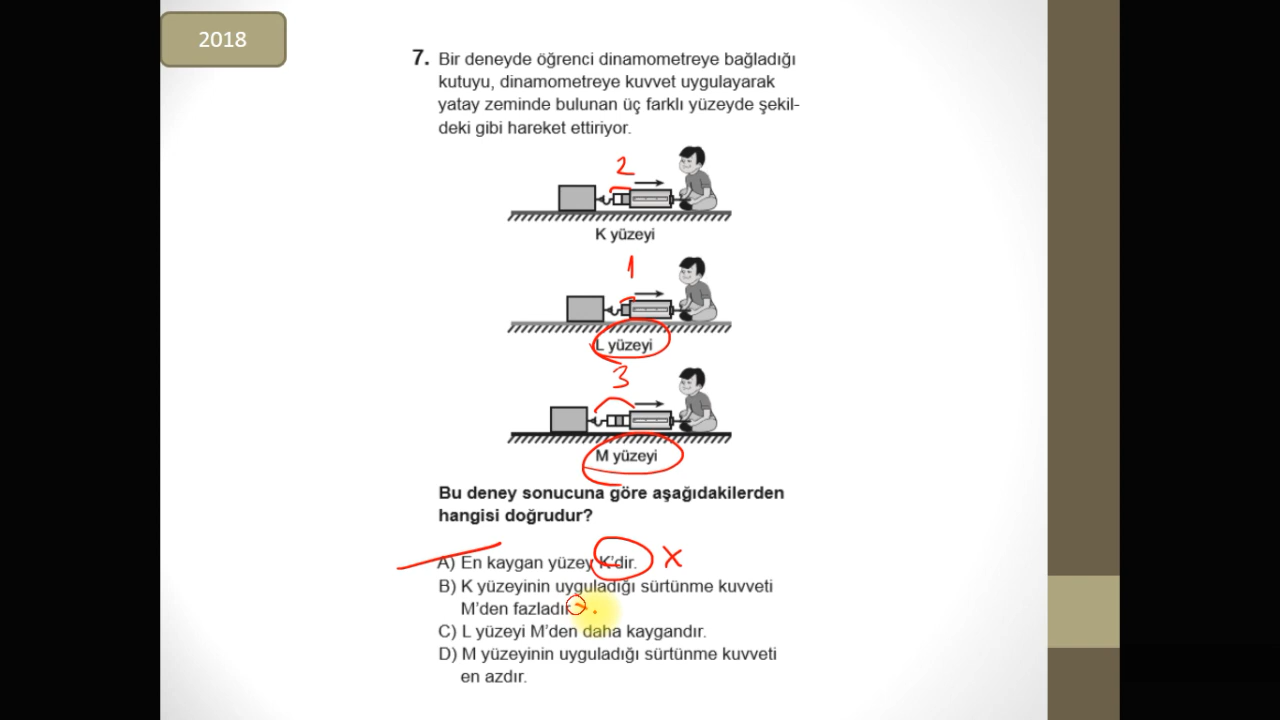 2018
7. Bir deneyde öğrenci dinamometreye bağladığı
kutuyu, dinamometreye kuvvet uygulayarak
yatay zeminde bulunan üç farklı yüzeyde şekil-
deki gibi hareket ettiriyor.
2
K yüzeyi
1
L yüzeyi
3
M yüzeyi
Bu deney sonucuna göre aşağıdakilerden
hangisi doğrudur?
A) En kaygan yüzey K'dir. X
B) K yüzeyinin uyguladığı sürtünme kuvveti
M'den fazladır.
C) L yüzeyi M'den daha kaygandır.
D) M yüzeyinin uyguladığı sürtünme kuvveti
en azdır.